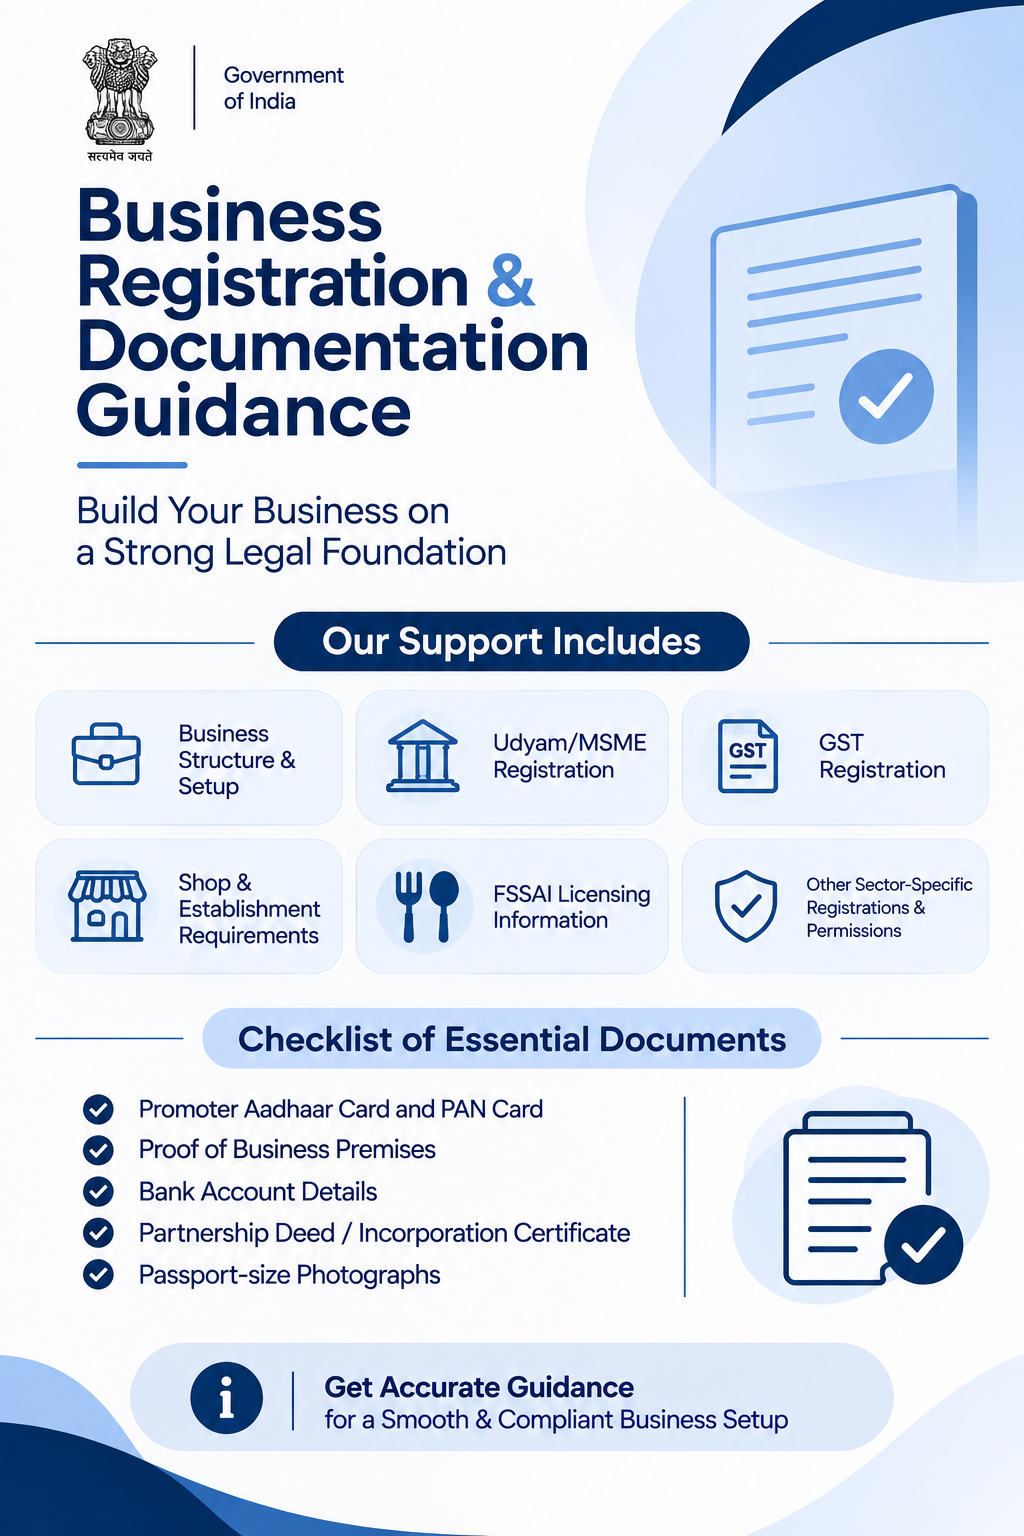 सत्यमेव जयते
Government
of India
Business
Registration &
Documentation
Guidance
Build Your Business on
a Strong Legal Foundation
Our Support Includes
Business
Structure &
Setup
Udyam/MSME
Registration
GST
GST
Registration
Shop &
Establishment
Requirements
FSSAI Licensing
Information
Other Sector-Specific
Registrations &
Permissions
Checklist of Essential Documents
Promoter Aadhaar Card and PAN Card
Proof of Business Premises
Bank Account Details
Partnership Deed / Incorporation Certificate
Passport-size Photographs
i
Get Accurate Guidance
for a Smooth & Compliant Business Setup